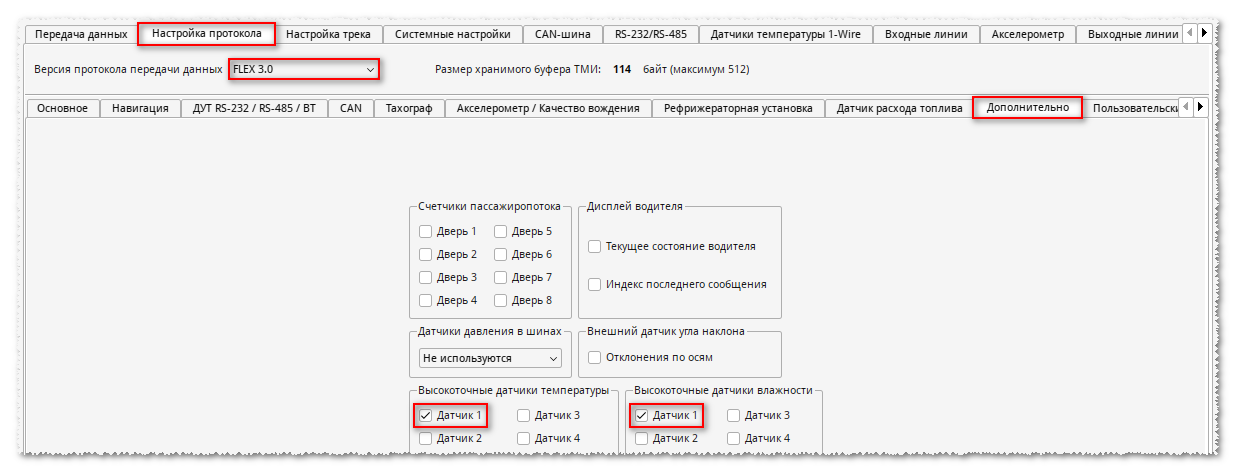 Передача данных Настройка протокола Настройка трека Системные настройки CAN-шина RS-232/RS-485 Датчики температуры 1-Wire Входные линии Акселерометр Выходные линии
Версия протокола передачи данных FLEX 3.0 Размер хранимого буфера ТМИ: 114 байт (максимум 512)
Основное Навигация ДУТ RS-232 / RS-485 / BT CAN Тахограф Акселерометр / Качество вождения Рефрижераторная установка Датчик расхода топлива Дополнительно Пользовательски
Счетчики пассажиропотока Дисплей водителя
Дверь 1 Дверь 5
Текущее состояние водителя
Дверь 2 Дверь 6
Дверь 3 Дверь 7
Индекс последнего сообщения
Дверь 4 Дверь 8
Датчики давления в шинах Внешний датчик угла наклона
Не используются Отклонения по осям
Высокоточные датчики температуры Высокоточные датчики влажности
Датчик 1 Датчик 3 Датчик 1 Датчик 3
Датчик 2 Датчик 4 Датчик 2 Датчик 4